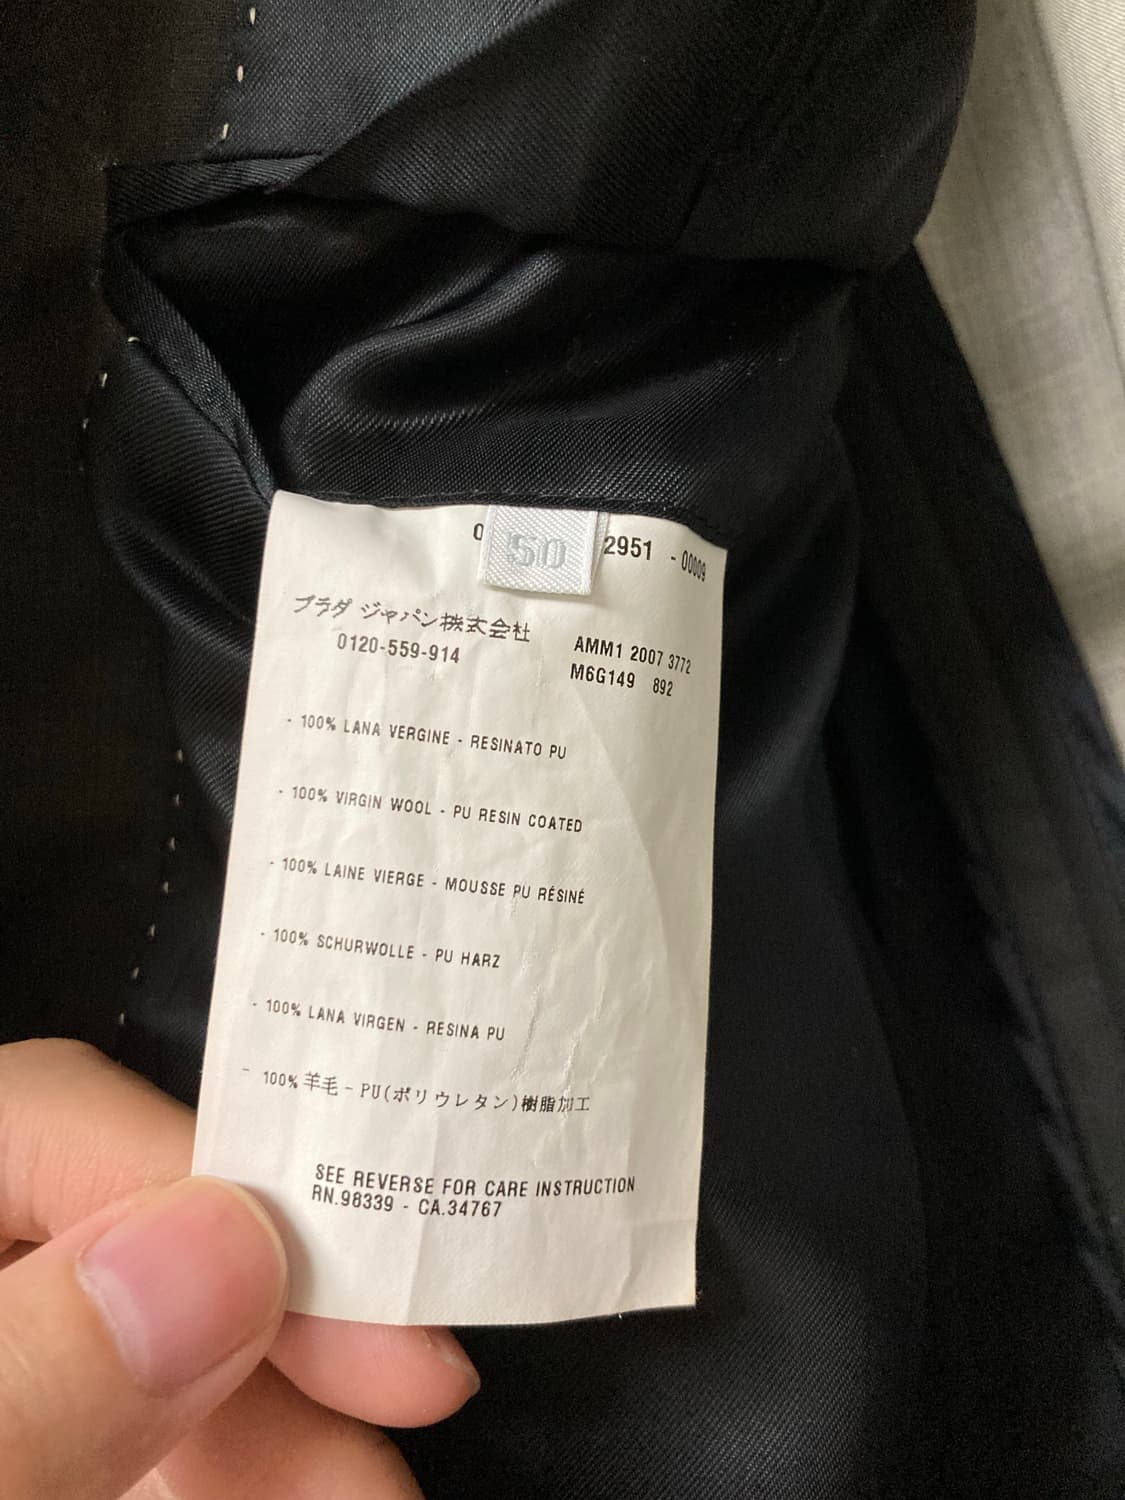 50
2951 - 00009
プラダ ジャパン株式会社
0120-559-914
AMM1 2007 3772
M6G149 892
- 100% LANA VERGINE - RESINATO PU
- 100% VIRGIN WOOL - PU RESIN COATED
- 100% LAINE VIERGE - MOUSSE PU RÉSINÉ
- 100% SCHURWOLLE - PU HARZ
- 100% LANA VIRGEN - RESINA PU
- 100% 羊毛 - PU(ポリウレタン)樹脂加工
SEE REVERSE FOR CARE INSTRUCTION
RN.98339 - CA.34767